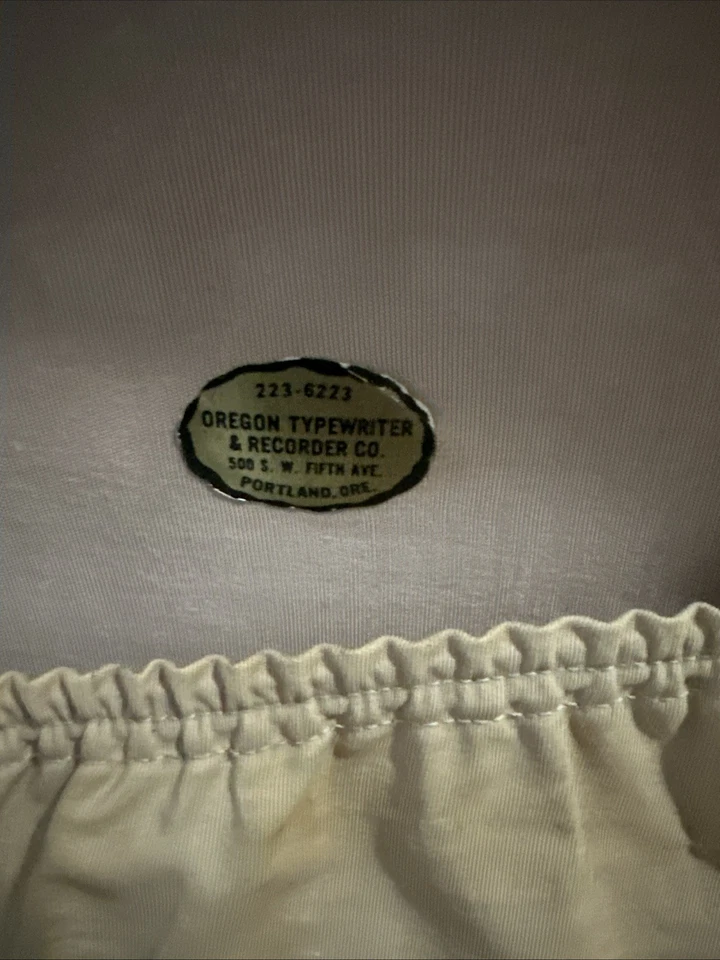 223-6223
OREGON TYPEWRITER
& RECORDER CO.
500 S. W. FIFTH AVE.
PORTLAND, ORE.